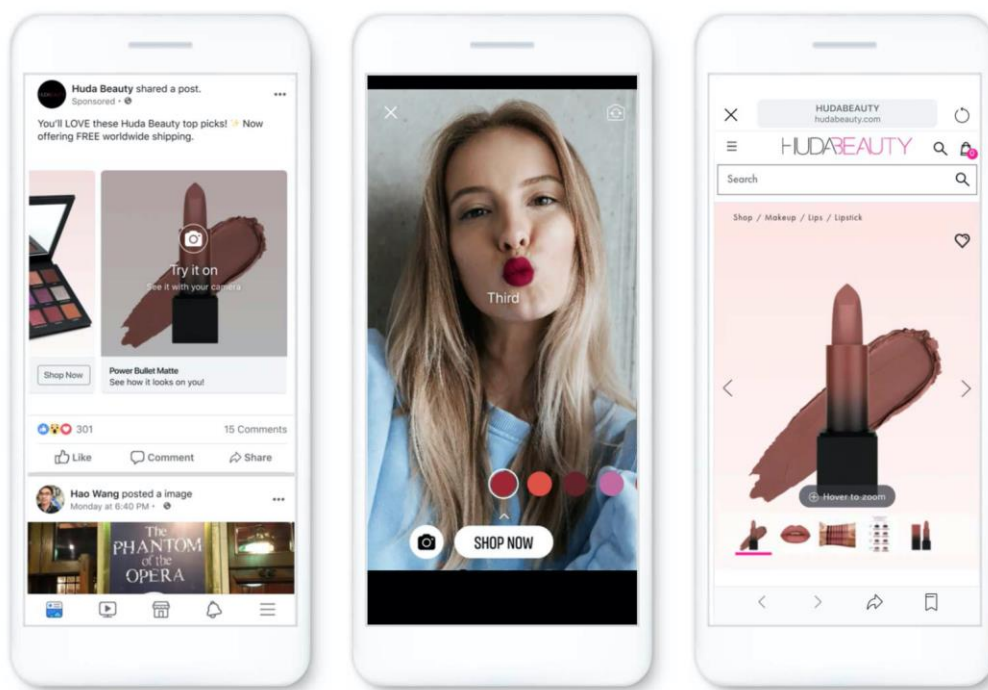 Huda Beauty shared a post.
Sponsored ·
You'll LOVE these Huda Beauty top picks! ✨ Now
offering FREE worldwide shipping.
Try it on
See it with your camera
Shop Now
Power Bullet Matte
See how it looks on you!
301
15 Comments
Like
Comment
Share
Hao Wang posted a image
Monday at 6:40 PM ·
The
PHANTOM
of the
OPERA
Third
SHOP NOW
HUDABEAUTY
hudabeauty.com
HUDABEAUTY
0
Search
Shop / Makeup / Lips / Lipstick
Hover to zoom